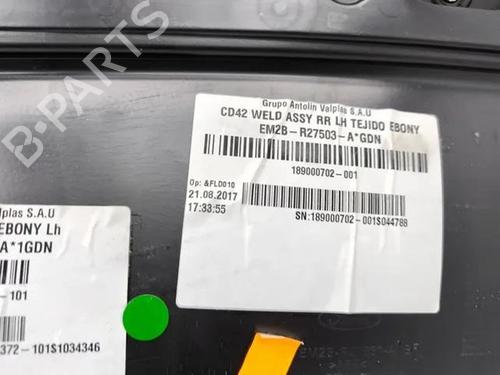 Grupo Antolin Valplas S.A.U
CD42 WELD ASSY RR LH TEJIDO EBONY
EM2B-R27503-A*GDN
189000702-001
Op: &FLD010
21.08.2017
17:33:55
SN:189000702-001S044788
Valplas S.A.U
EBONY Lh
A*1GDN
-101
372-101S1034346
B-Parts